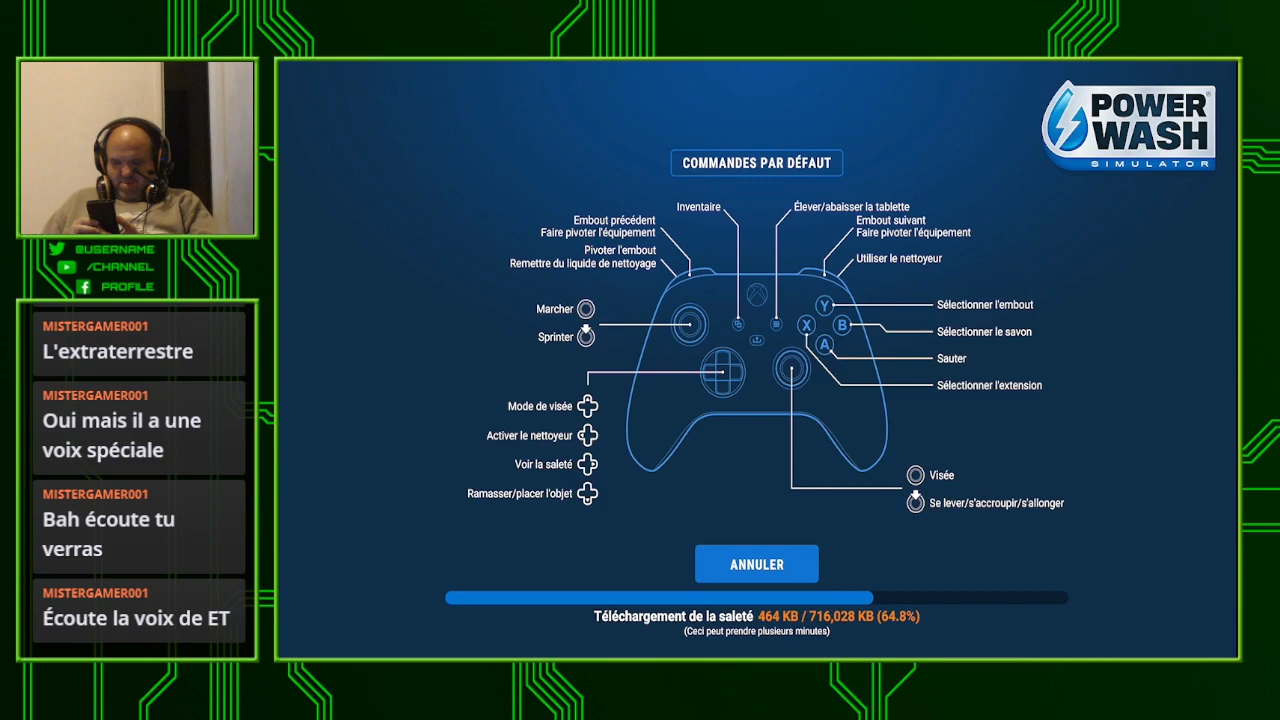 @USERNAME
/CHANNEL
PROFILE
MISTERGAMER001
L'extraterrestre
MISTERGAMER001
Oui mais il a une
voix spéciale
MISTERGAMER001
Bah écoute tu
verras
MISTERGAMER001
Écoute la voix de ET
POWER
WASH
SIMULATOR
COMMANDES PAR DÉFAUT
Inventaire
Élever/abaisser la tablette
Embout précédent
Faire pivoter l'équipement
Embout suivant
Faire pivoter l'équipement
Pivoter l'embout
Remettre du liquide de nettoyage
Utiliser le nettoyeur
Marcher
Sprinter
Y
X
B
A
Sélectionner l'embout
Sélectionner le savon
Sauter
Sélectionner l'extension
Mode de visée
Activer le nettoyeur
Voir la saleté
Ramasser/placer l'objet
Visée
Se lever/s'accroupir/s'allonger
ANNULER
Téléchargement de la saleté 464 KB / 716,028 KB (64.8%)
(Ceci peut prendre plusieurs minutes)